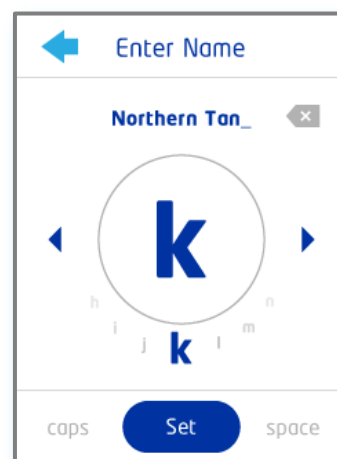 Enter Name
Northern Tan_
k
h i j k l m n
caps Set space